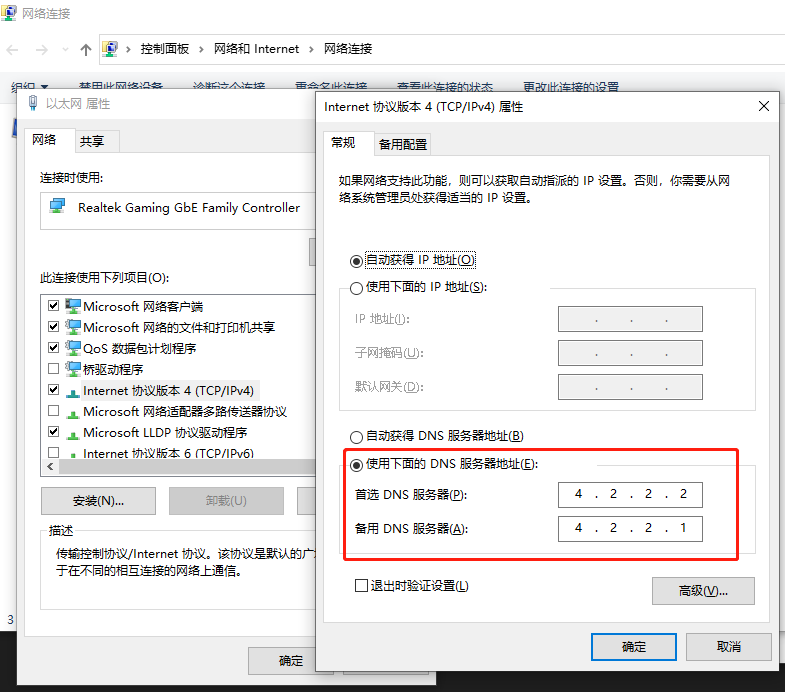 网络连接
控制面板 › 网络和 Internet › 网络连接
组织 禁用此网络设备 诊断这个连接 重命名此连接 查看此连接的状态 更改此连接的设置
以太网 属性
网络 共享
连接时使用:
Realtek Gaming GbE Family Controller
此连接使用下列项目(O):
Microsoft 网络客户端
Microsoft 网络的文件和打印机共享
QoS 数据包计划程序
桥驱动程序
Internet 协议版本 4 (TCP/IPv4)
Microsoft 网络适配器多路传送器协议
Microsoft LLDP 协议驱动程序
Internet 协议版本 6 (TCP/IPv6)
安装(N)... 卸载(U)
描述
传输控制协议/Internet 协议。该协议是默认的广
于在不同的相互连接的网络上通信。
3
确定
Internet 协议版本 4 (TCP/IPv4) 属性
常规 备用配置
如果网络支持此功能，则可以获取自动指派的 IP 设置。否则，你需要从网
络系统管理员处获得适当的 IP 设置。
自动获得 IP 地址(O)
使用下面的 IP 地址(S):
IP 地址(I):
子网掩码(U):
默认网关(D):
自动获得 DNS 服务器地址(B)
使用下面的 DNS 服务器地址(E):
首选 DNS 服务器(P): 4 . 2 . 2 . 2
备用 DNS 服务器(A): 4 . 2 . 2 . 1
退出时验证设置(L)
高级(V)...
确定 取消